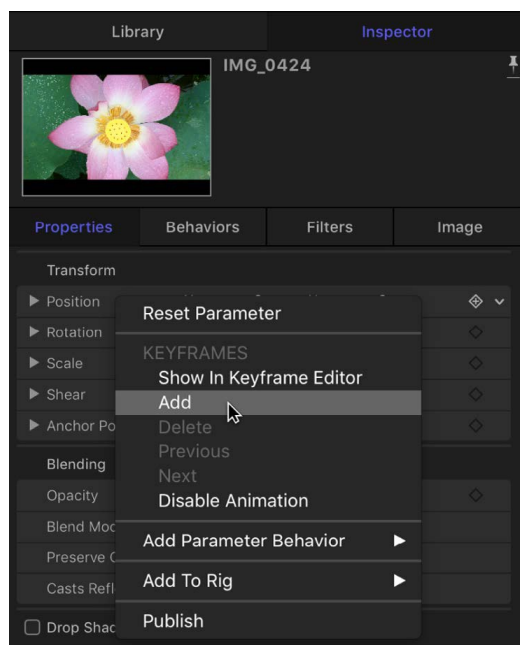 Library Inspector
IMG_0424
Properties Behaviors Filters Image
Transform
Position
Reset Parameter
Rotation
KEYFRAMES
Scale
Show In Keyframe Editor
Shear
Add
Anchor Po
Delete
Previous
Blending
Next
Opacity
Disable Animation
Blend Mod
Add Parameter Behavior
Preserve
Add To Rig
Casts Refl
Publish
Drop Shad